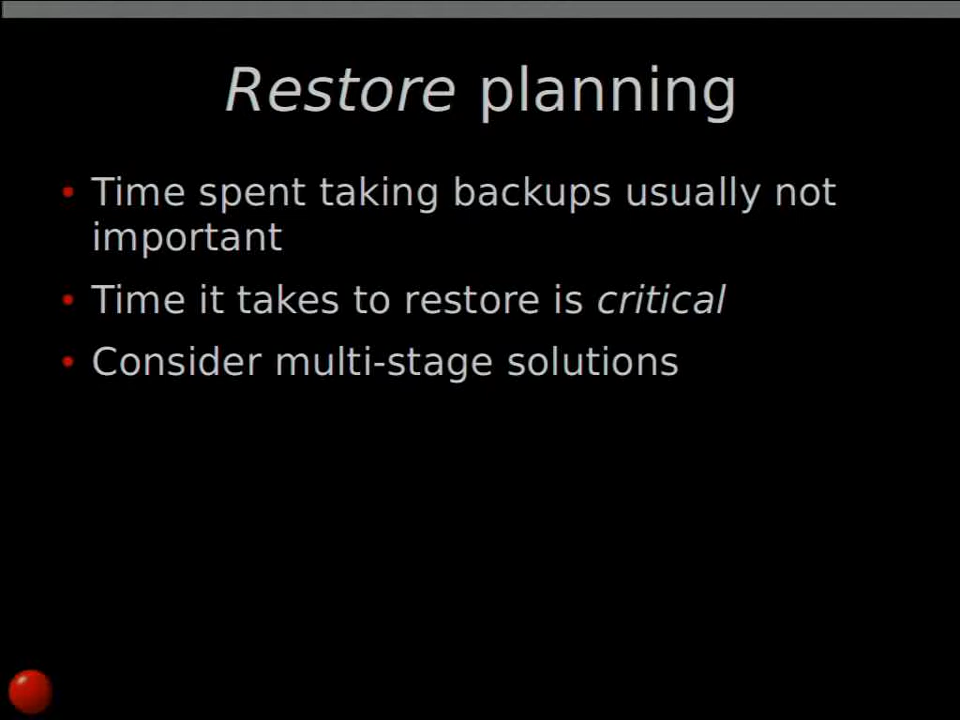 Restore planning
• Time spent taking backups usually not
important
• Time it takes to restore is critical
• Consider multi-stage solutions